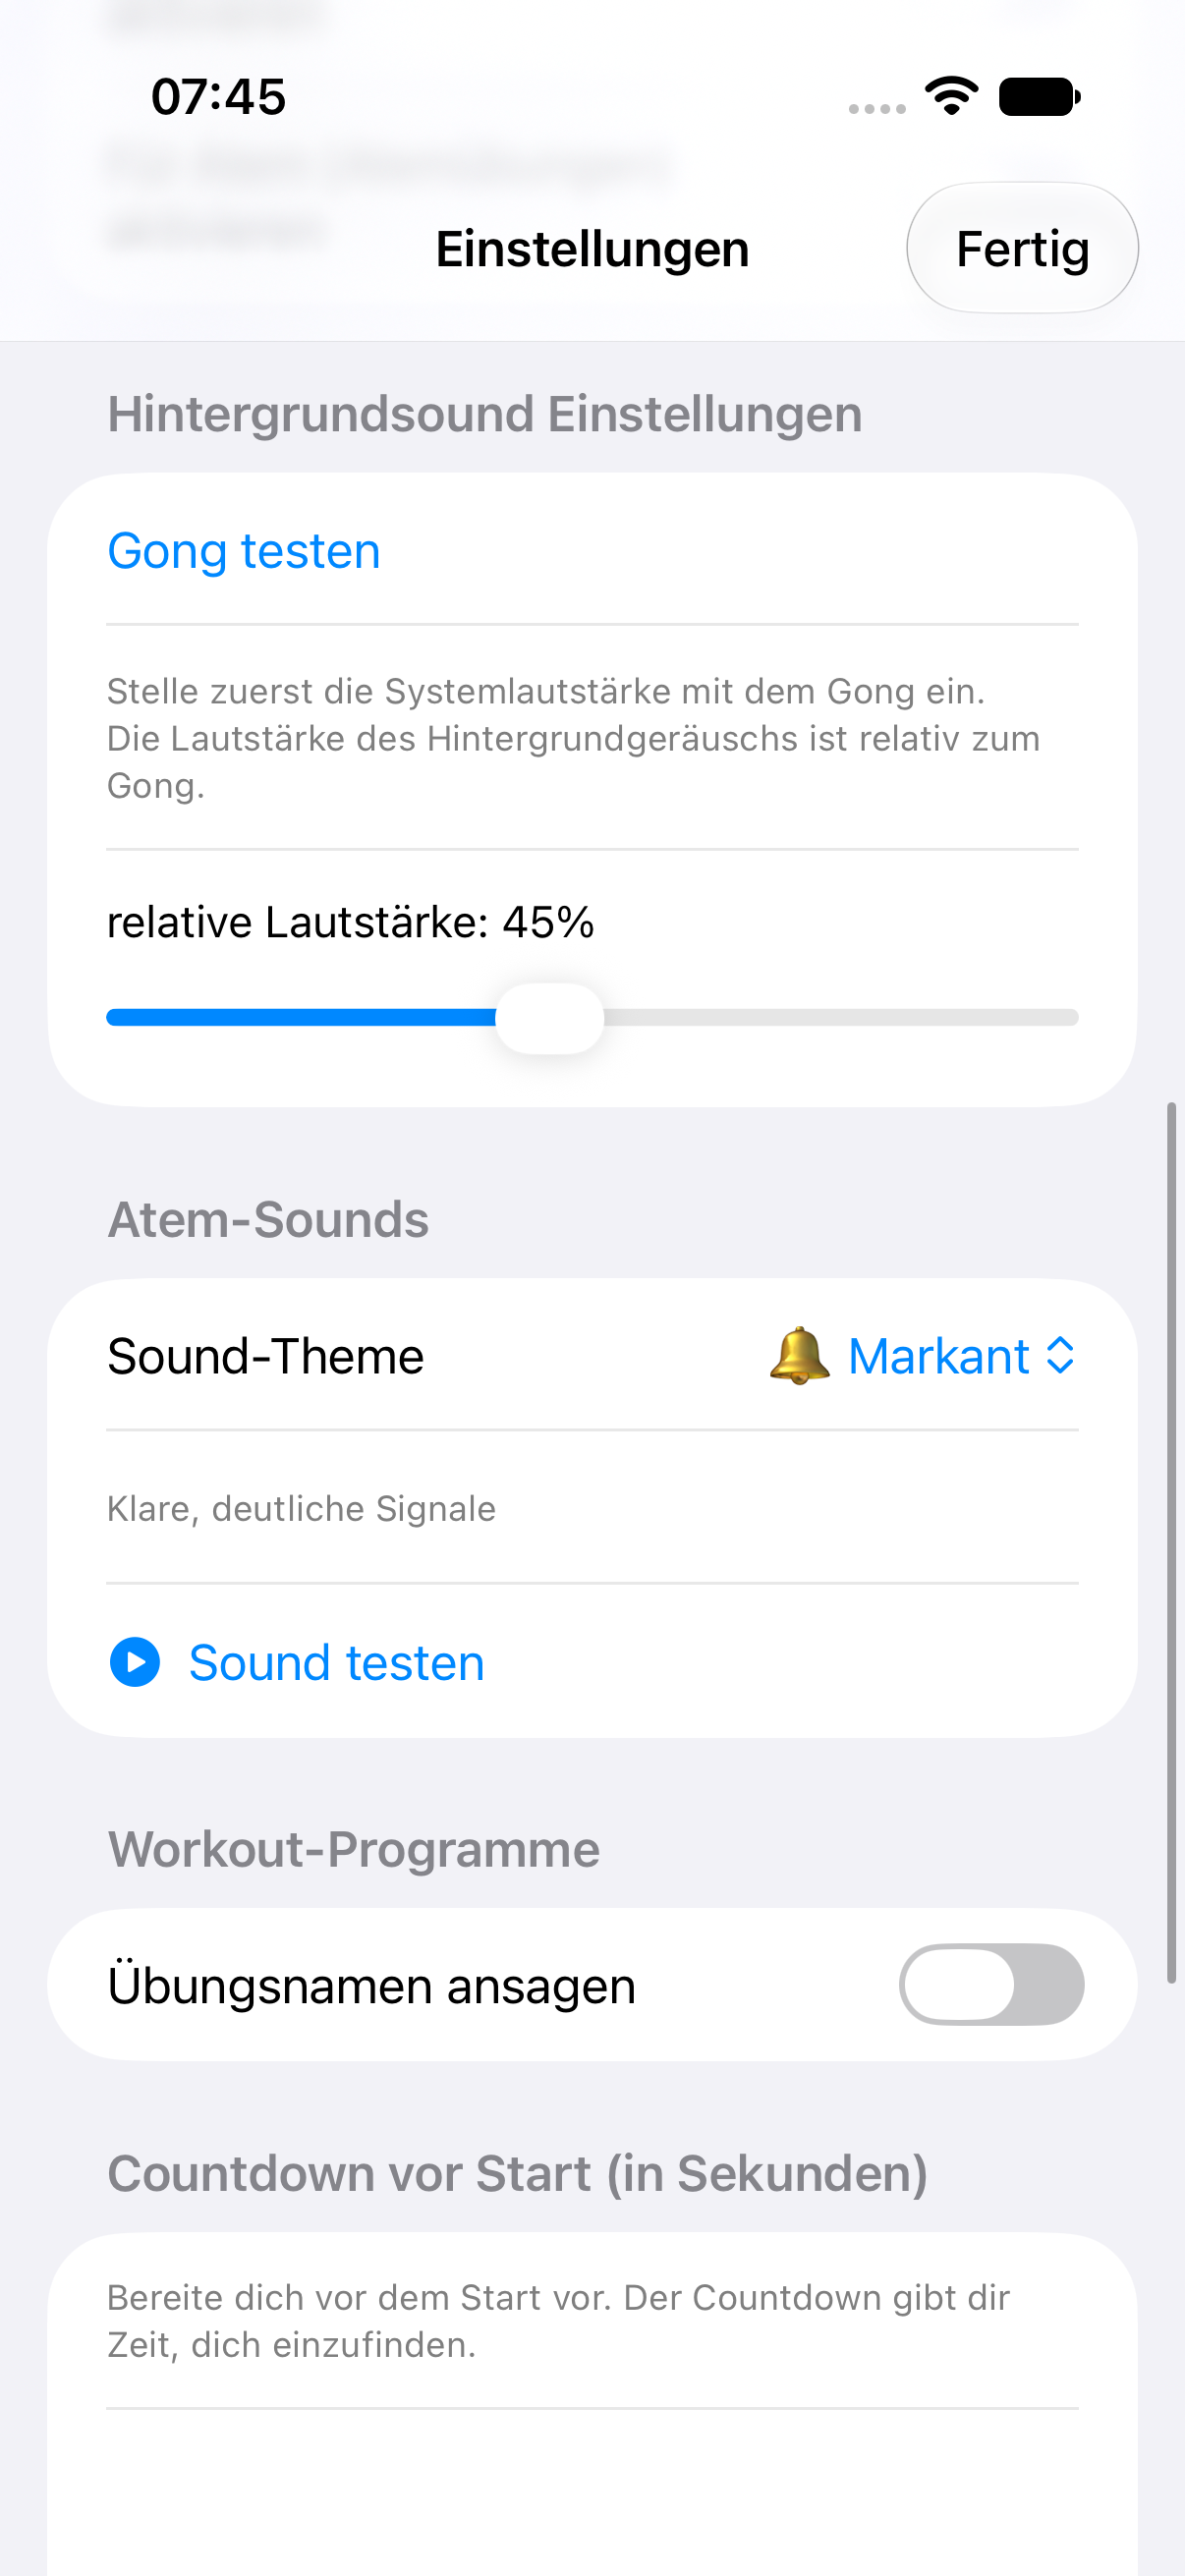 07:45
Einstellungen
Fertig
Hintergrundsound Einstellungen
Gong testen
Stelle zuerst die Systemlautstärke mit dem Gong ein.
Die Lautstärke des Hintergrundgeräuschs ist relativ zum
Gong.
relative Lautstärke: 45%
Atem-Sounds
Sound-Theme
Markant
Klare, deutliche Signale
Sound testen
Workout-Programme
Übungsnamen ansagen
Countdown vor Start (in Sekunden)
Bereite dich vor dem Start vor. Der Countdown gibt dir
Zeit, dich einzufinden.